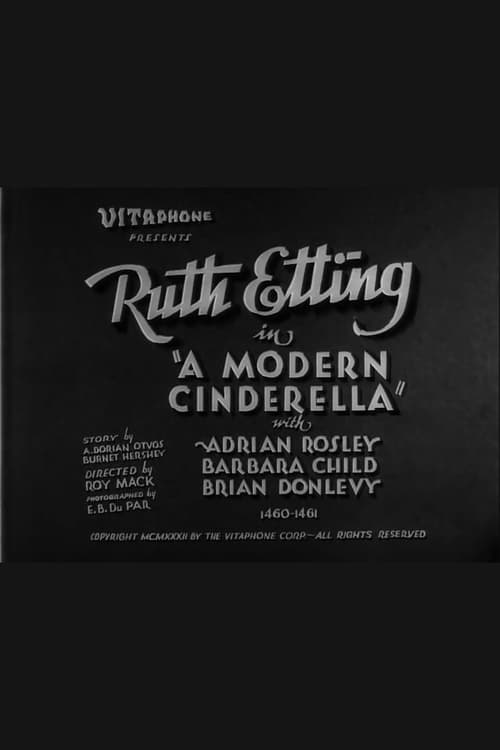 VITAPHONE
PRESENTS
Ruth Etting
in
"A MODERN
CINDERELLA"
with
ADRIAN ROSLEY
BARBARA CHILD
BRIAN DONLEVY
STORY by
A. DORIAN OTVOS
BURNET HERSHEY
DIRECTED by
ROY MACK
PHOTOGRAPHED by
E.B. Du PAR
1460-1461
COPYRIGHT MCMXXXII BY THE VITAPHONE CORP.—ALL RIGHTS RESERVED